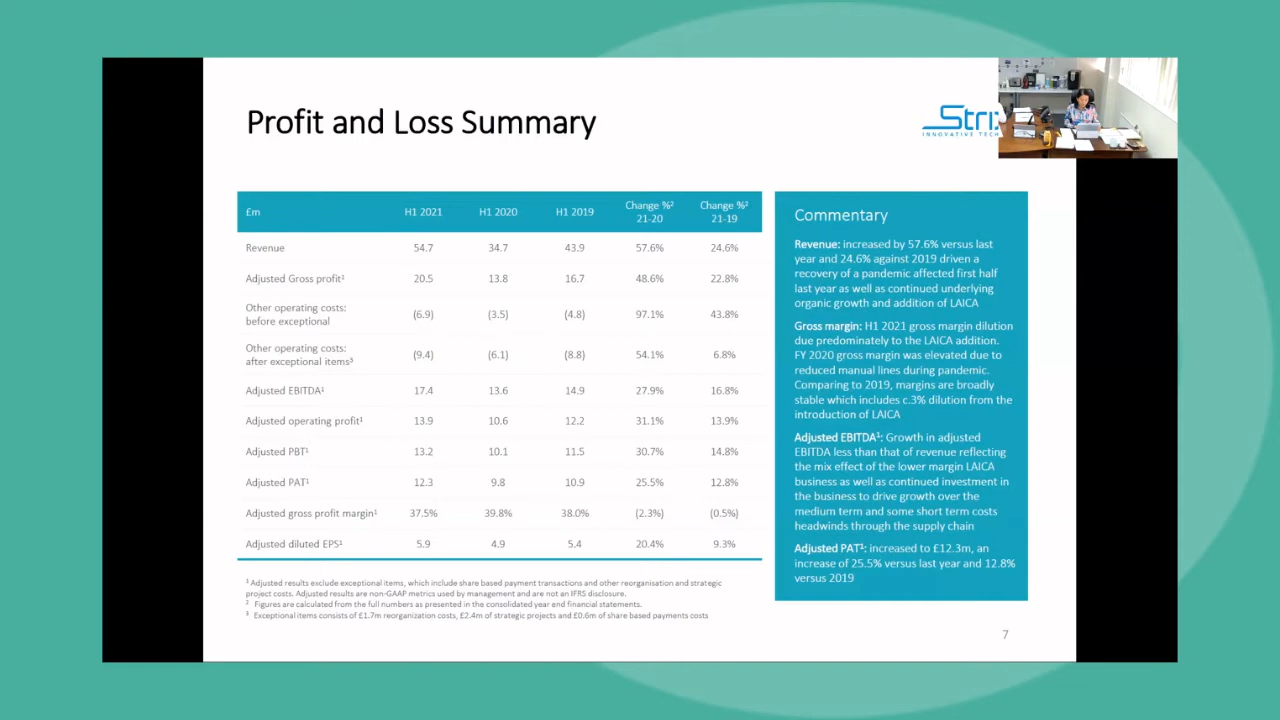 Profit and Loss Summary
Stri
INNOVATIVE TECH
£m H1 2021 H1 2020 H1 2019 Change %² 21-20 Change %² 21-19
Revenue 54.7 34.7 43.9 57.6% 24.6%
Adjusted Gross profit¹ 20.5 13.8 16.7 48.6% 22.8%
Other operating costs:
before exceptional (6.9) (3.5) (4.8) 97.1% 43.8%
Other operating costs:
after exceptional items³ (9.4) (6.1) (8.8) 54.1% 6.8%
Adjusted EBITDA¹ 17.4 13.6 14.9 27.9% 16.8%
Adjusted operating profit¹ 13.9 10.6 12.2 31.1% 13.9%
Adjusted PBT¹ 13.2 10.1 11.5 30.7% 14.8%
Adjusted PAT¹ 12.3 9.8 10.9 25.5% 12.8%
Adjusted gross profit margin¹ 37.5% 39.8% 38.0% (2.3%) (0.5%)
Adjusted diluted EPS¹ 5.9 4.9 5.4 20.4% 9.3%
¹ Adjusted results exclude exceptional items, which include share based payment transactions and other reorganisation and strategic
project costs. Adjusted results are non-GAAP metrics used by management and are not an IFRS disclosure.
² Figures are calculated from the full numbers as presented in the consolidated year end financial statements.
³ Exceptional items consists of £1.7m reorganization costs, £2.4m of strategic projects and £0.6m of share based payments costs
Commentary
Revenue: increased by 57.6% versus last
year and 24.6% against 2019 driven a
recovery of a pandemic affected first half
last year as well as continued underlying
organic growth and addition of LAICA
Gross margin: H1 2021 gross margin dilution
due predominately to the LAICA addition.
FY 2020 gross margin was elevated due to
reduced manual lines during pandemic.
Comparing to 2019, margins are broadly
stable which includes c.3% dilution from the
introduction of LAICA
Adjusted EBITDA¹: Growth in adjusted
EBITDA less than that of revenue reflecting
the mix effect of the lower margin LAICA
business as well as continued investment in
the business to drive growth over the
medium term and some short term costs
headwinds through the supply chain
Adjusted PAT¹: increased to £12.3m, an
increase of 25.5% versus last year and 12.8%
versus 2019
7